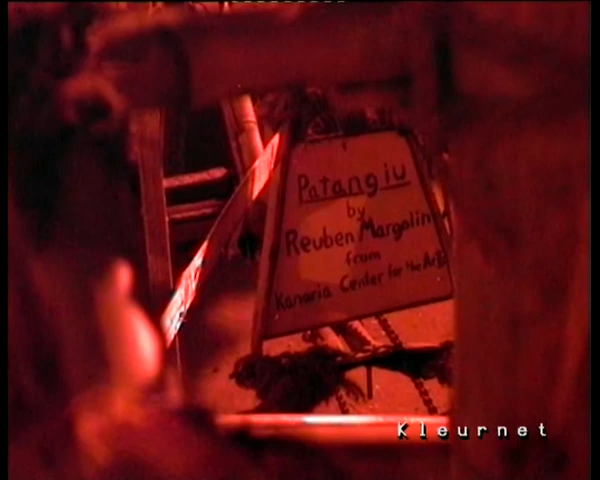 Patangiu
by
Reuben Margolin
from
Kanaria Center for the Arts
Kleurnet